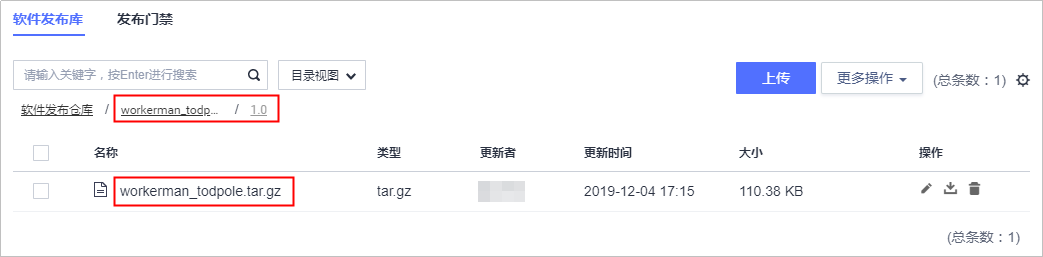 软件发布库 发布门禁
请输入关键字，按Enter进行搜索 目录视图 上传 更多操作 (总条数：1)
软件发布仓库 / workerman_todp... / 1.0
名称 类型 更新者 更新时间 大小 操作
workerman_todpole.tar.gz tar.gz 2019-12-04 17:15 110.38 KB
(总条数：1)